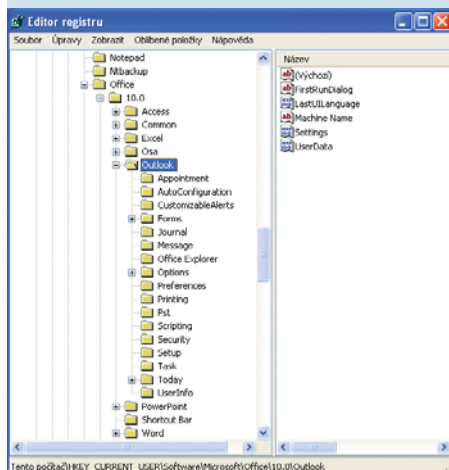 Editor registru
Soubor Úpravy Zobrazit Oblíbené položky Nápověda
Notepad
Ntbackup
Office
10.0
Access
Common
Excel
Osa
Outlook
Appointment
AutoConfiguration
CustomizableAlerts
Forms
Journal
Message
Office Explorer
Options
Preferences
Printing
Pst
Scripting
Security
Setup
Task
Today
UserInfo
PowerPoint
Shortcut Bar
Word
Název
(Výchozí)
FirstRunDialog
LastUILanguage
Machine Name
Settings
UserData
Tento počítač\HKEY_CURRENT_USER\Software\Microsoft\Office\10.0\Outlook